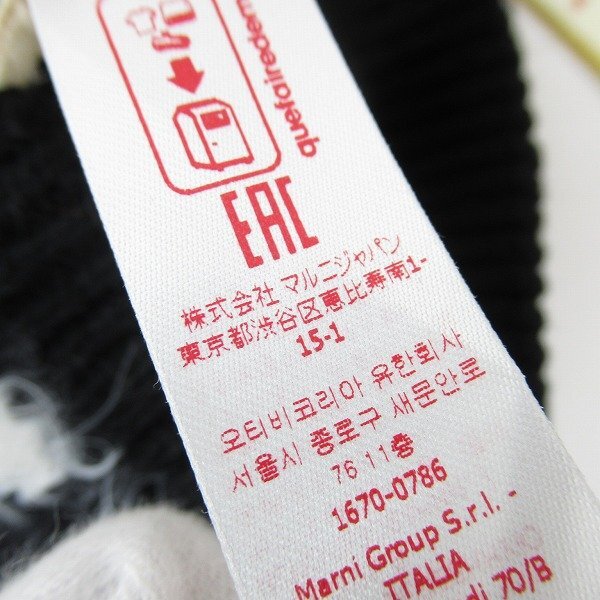 quefairedem
EAC
株式会社 マルニジャパン
東京都渋谷区恵比寿南1-
15-1
오티비코리아 유한회사
서울시 종로구 새문안로
76 11층
1670-0786
Marni Group S.r.l. -
ITALIA
di 70/B